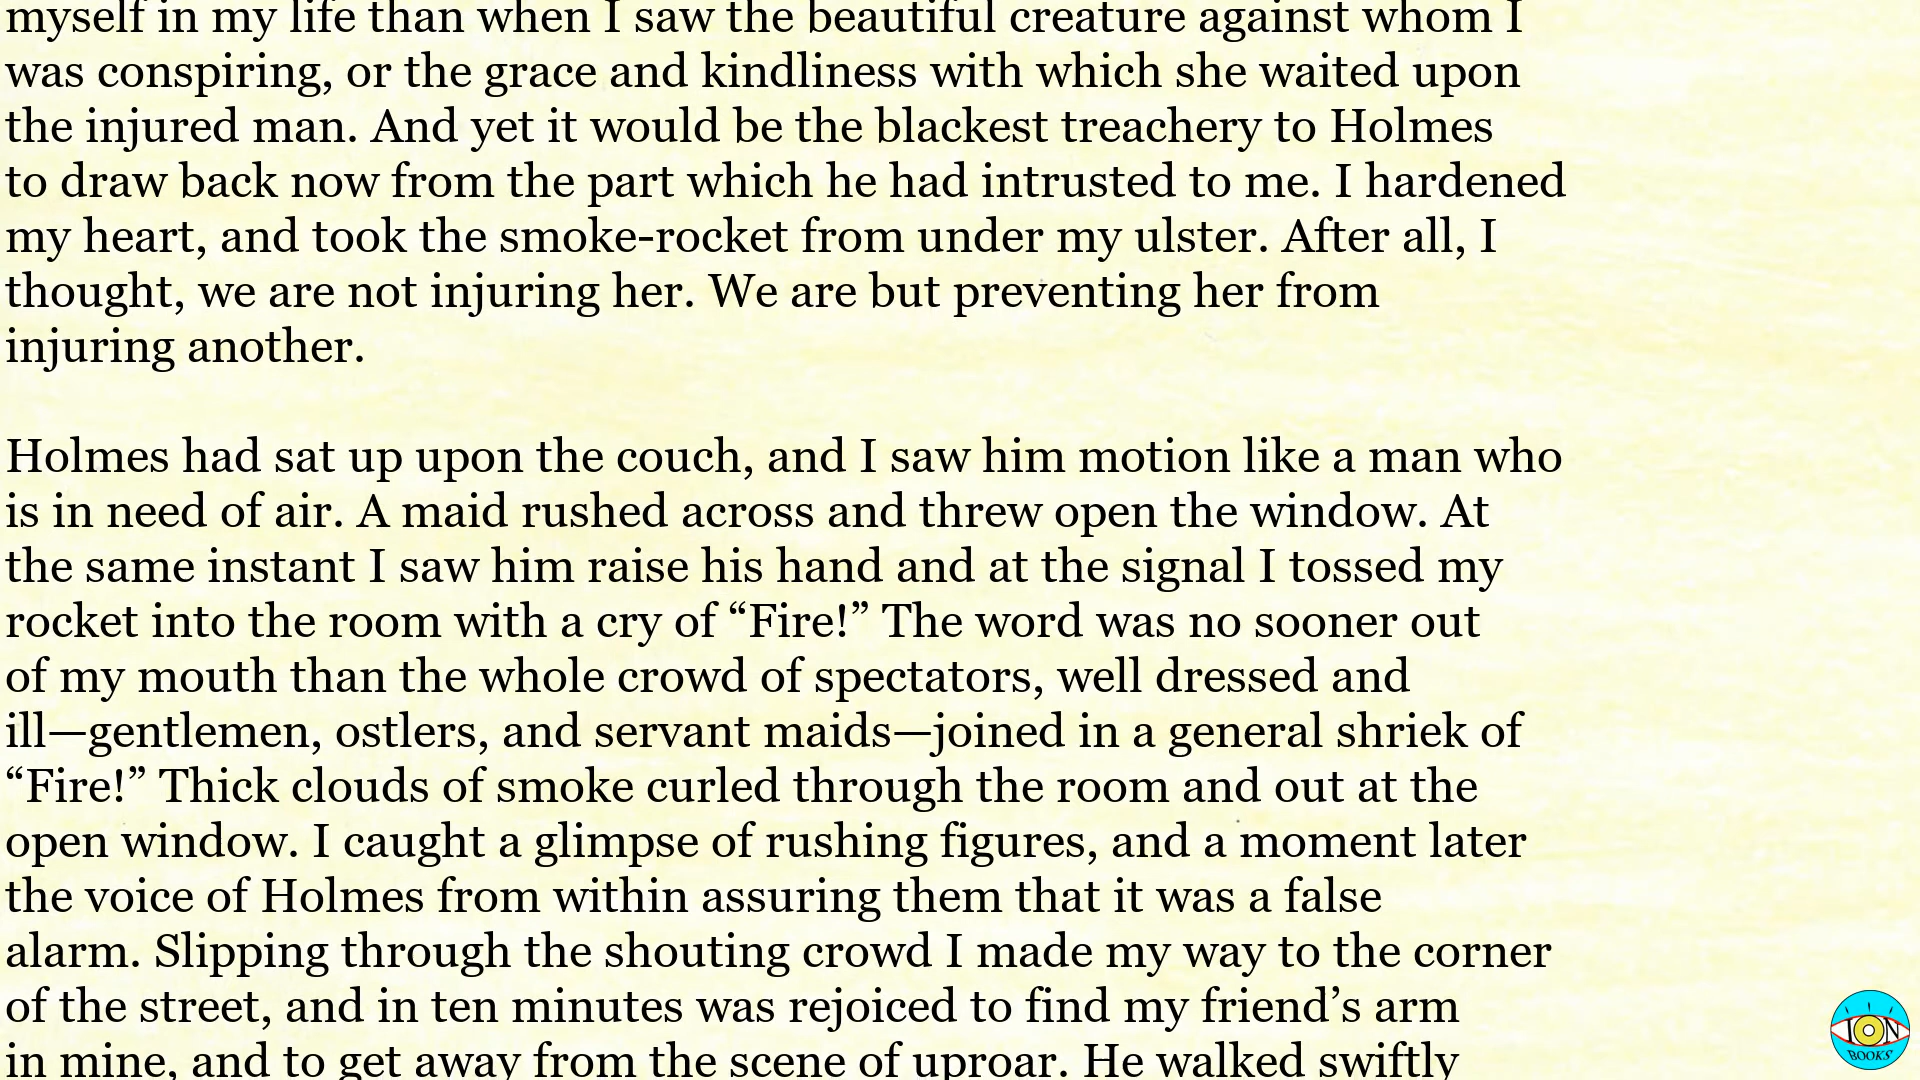 myself in my life than when I saw the beautiful creature against whom I
was conspiring, or the grace and kindliness with which she waited upon
the injured man. And yet it would be the blackest treachery to Holmes
to draw back now from the part which he had intrusted to me. I hardened
my heart, and took the smoke-rocket from under my ulster. After all, I
thought, we are not injuring her. We are but preventing her from
injuring another.
Holmes had sat up upon the couch, and I saw him motion like a man who
is in need of air. A maid rushed across and threw open the window. At
the same instant I saw him raise his hand and at the signal I tossed my
rocket into the room with a cry of “Fire!” The word was no sooner out
of my mouth than the whole crowd of spectators, well dressed and
ill—gentlemen, ostlers, and servant maids—joined in a general shriek of
“Fire!” Thick clouds of smoke curled through the room and out at the
open window. I caught a glimpse of rushing figures, and a moment later
the voice of Holmes from within assuring them that it was a false
alarm. Slipping through the shouting crowd I made my way to the corner
of the street, and in ten minutes was rejoiced to find my friend’s arm
in mine, and to get away from the scene of uproar. He walked swiftly
ION
BOOKS